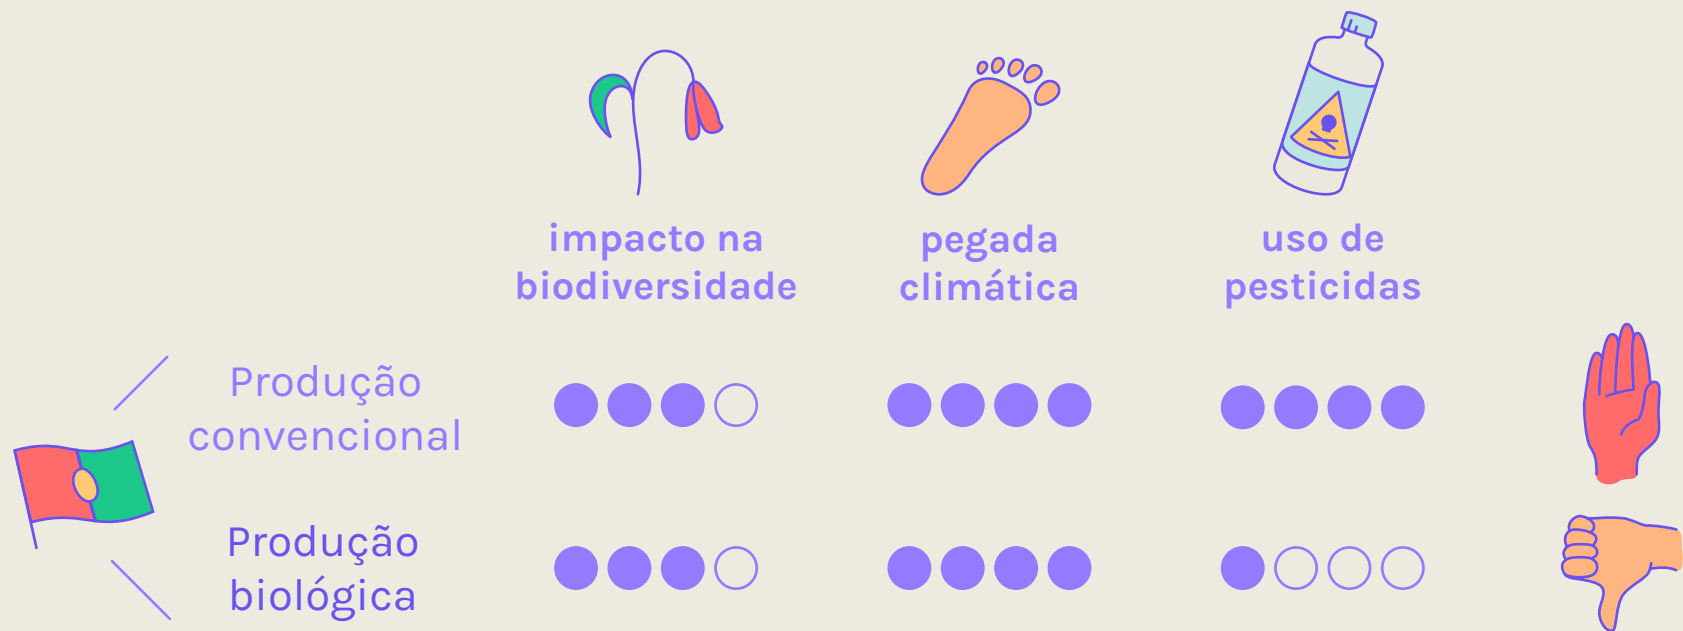 impacto na
biodiversidade
pegada
climática
uso de
pesticidas
Produção
convencional
Produção
biológica